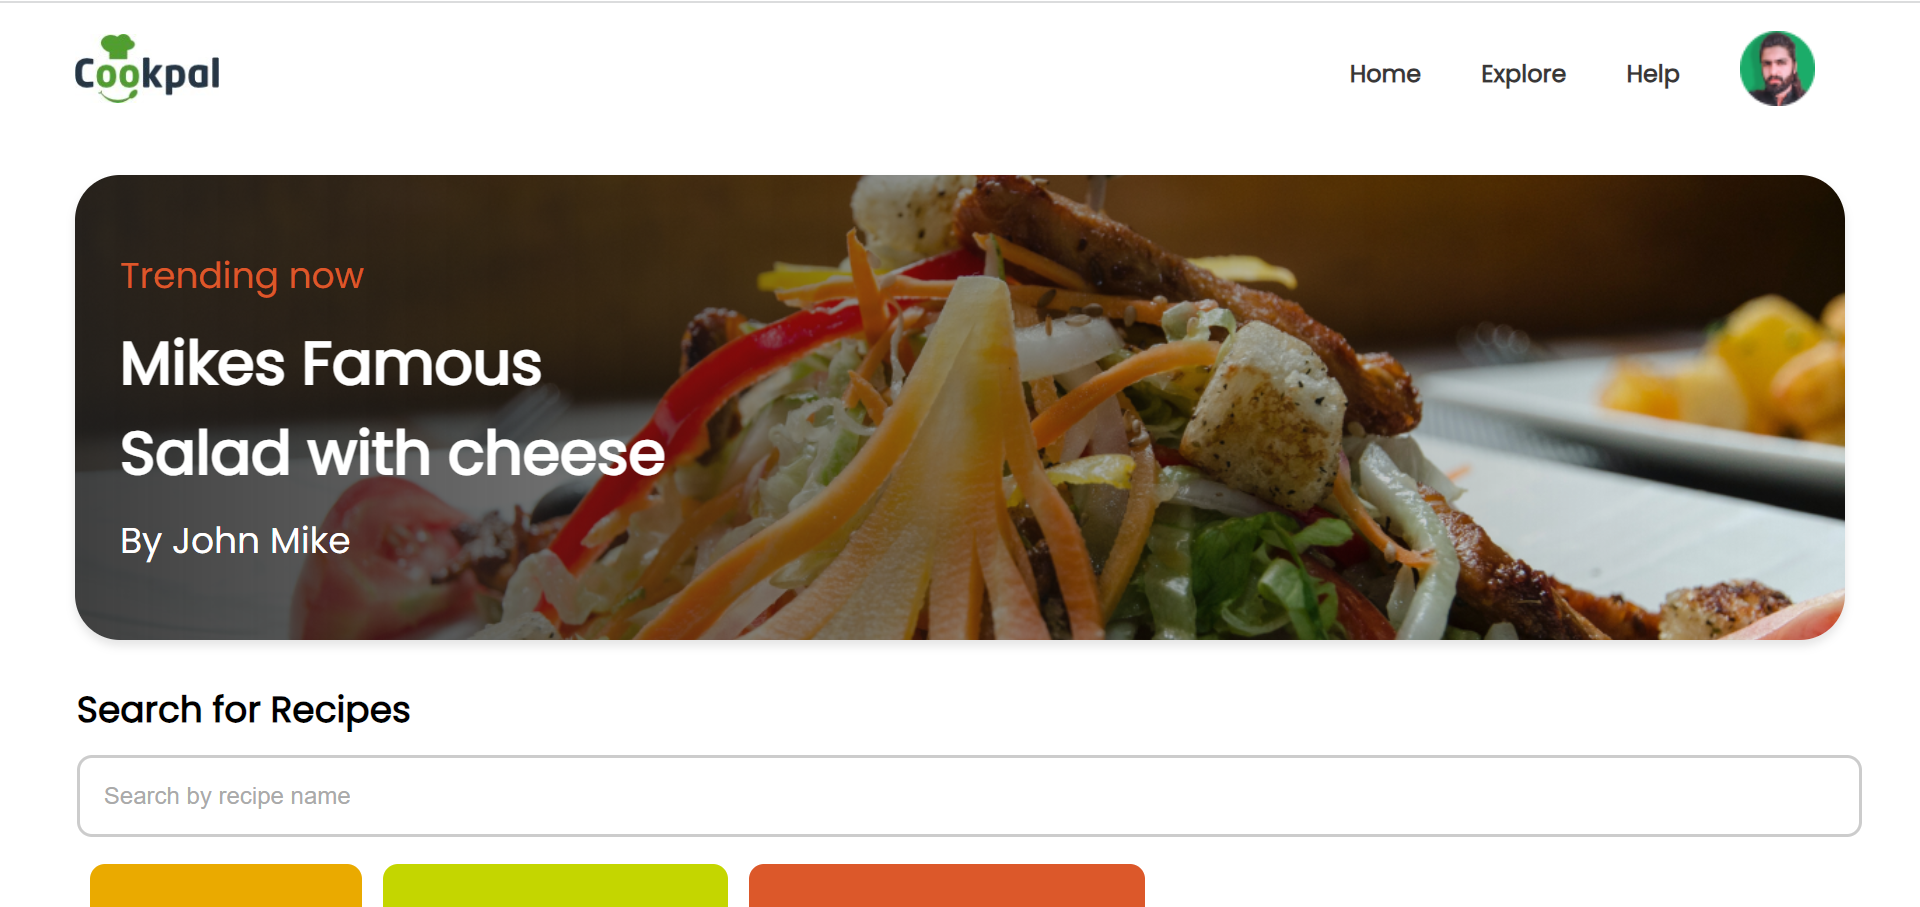 Cookpal
Home Explore Help
Trending now
Mikes Famous
Salad with cheese
By John Mike
Search for Recipes
Search by recipe name